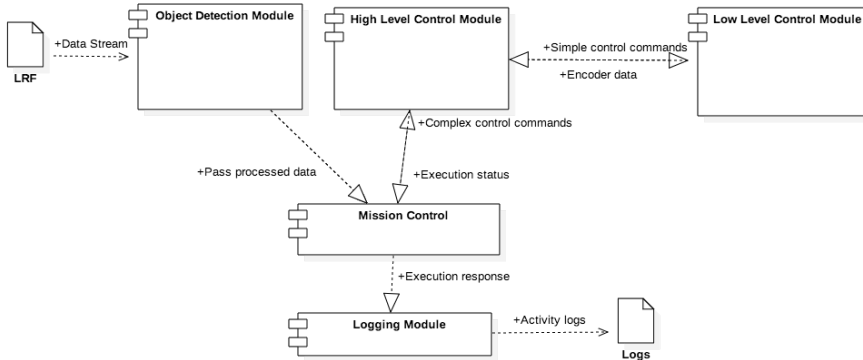 Object Detection Module
High Level Control Module
Low Level Control Module
+Data Stream
LRF
+Simple control commands
+Encoder data
+Complex control commands
+Pass processed data
+Execution status
Mission Control
+Execution response
Logging Module
+Activity logs
Logs